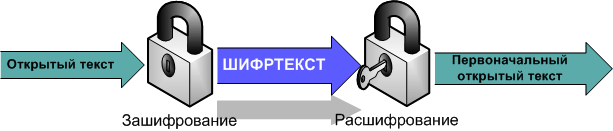 Открытый текст
ШИФРТЕКСТ
Первоначальный
открытый текст
Зашифрование
Расшифрование